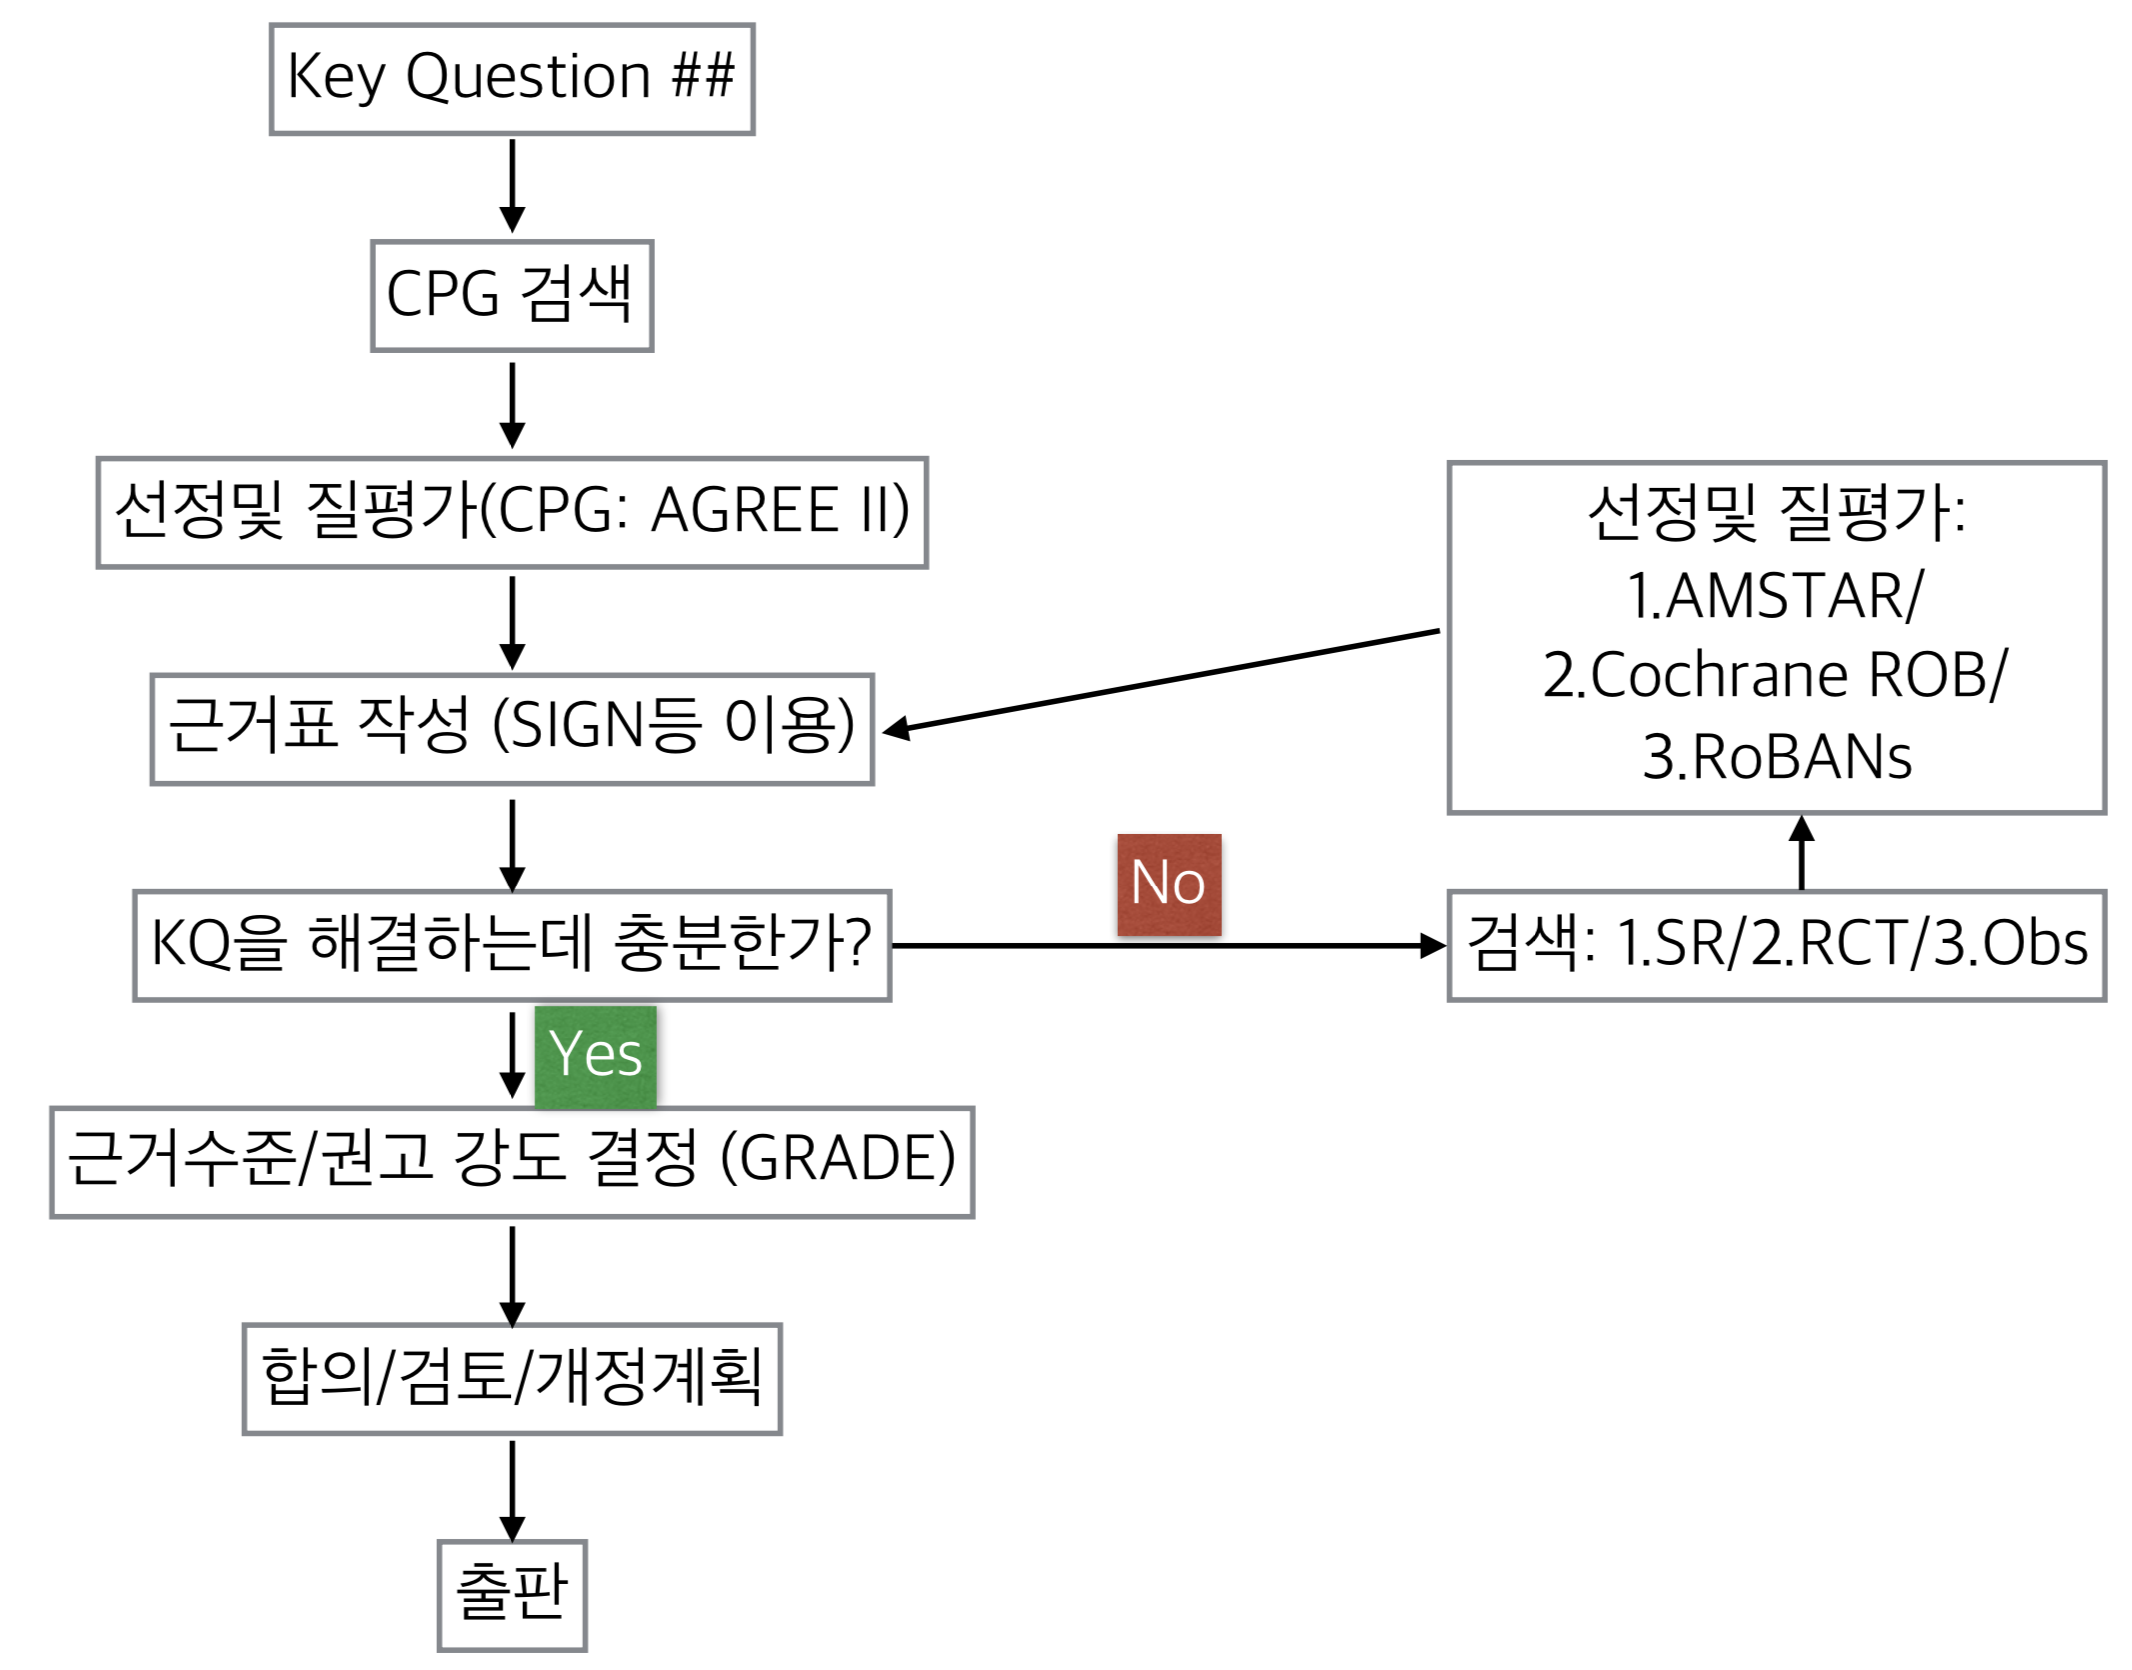 Key Question ##
CPG 검색
선정및 질평가(CPG: AGREE II)
근거표 작성 (SIGN등 이용)
KQ을 해결하는데 충분한가?
No
검색: 1.SR/2.RCT/3.Obs
선정및 질평가:
1.AMSTAR/
2.Cochrane ROB/
3.RoBANs
Yes
근거수준/권고 강도 결정 (GRADE)
합의/검토/개정계획
출판